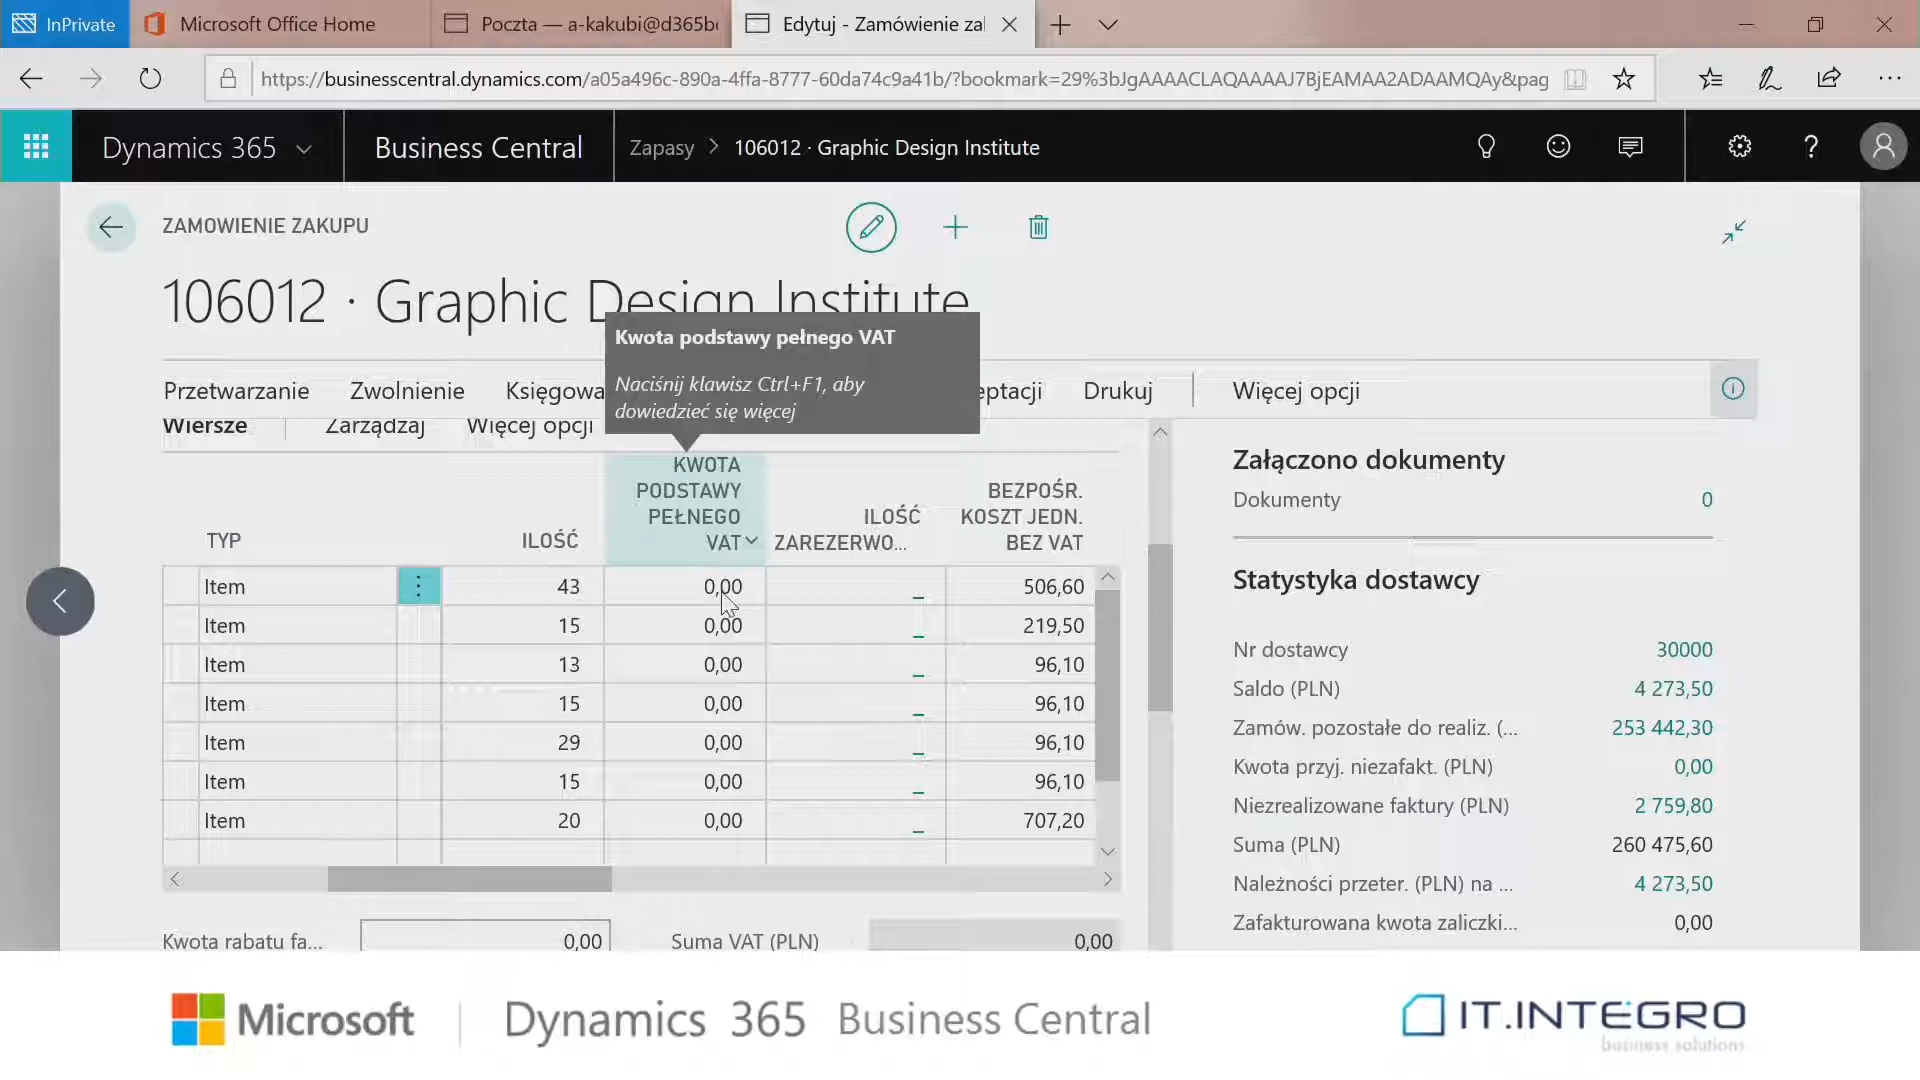 InPrivate
Microsoft Office Home
Poczta — a-kakubi@d365b
Edytuj - Zamówienie za
https://businesscentral.dynamics.com/a05a496c-890a-4ffa-8777-60da74c9a41b/?bookmark=29%3bJgAAAACLAQAAAAJ7BjEAMAA2ADAAMQAy&pag
Dynamics 365
Business Central
Zapasy > 106012 · Graphic Design Institute
ZAMOWIENIE ZAKUPU
106012 · Graphic Design Institute
Kwota podstawy pełnego VAT
Naciśnij klawisz Ctrl+F1, aby
dowiedzieć się więcej
Przetwarzanie Zwolnienie Księgowa eptacji Drukuj Więcej opcji
Wiersze Zarządzaj Więcej opcji
TYP ILOŚĆ
KWOTA
PODSTAWY
PEŁNEGO
VAT
ILOŚĆ
ZAREZERWO...
BEZPOŚR.
KOSZT JEDN.
BEZ VAT
Item 43 0,00 _ 506,60
Item 15 0,00 _ 219,50
Item 13 0,00 _ 96,10
Item 15 0,00 _ 96,10
Item 29 0,00 _ 96,10
Item 15 0,00 _ 96,10
Item 20 0,00 _ 707,20
Kwota rabatu fa... 0,00 Suma VAT (PLN) 0,00
Załączono dokumenty
Dokumenty 0
Statystyka dostawcy
Nr dostawcy 30000
Saldo (PLN) 4 273,50
Zamów. pozostałe do realiz. (... 253 442,30
Kwota przyj. niezafakt. (PLN) 0,00
Niezrealizowane faktury (PLN) 2 759,80
Suma (PLN) 260 475,60
Należności przeter. (PLN) na ... 4 273,50
Zafakturowana kwota zaliczki... 0,00
Microsoft
Dynamics 365 Business Central
IT.INTEGRO
business solutions